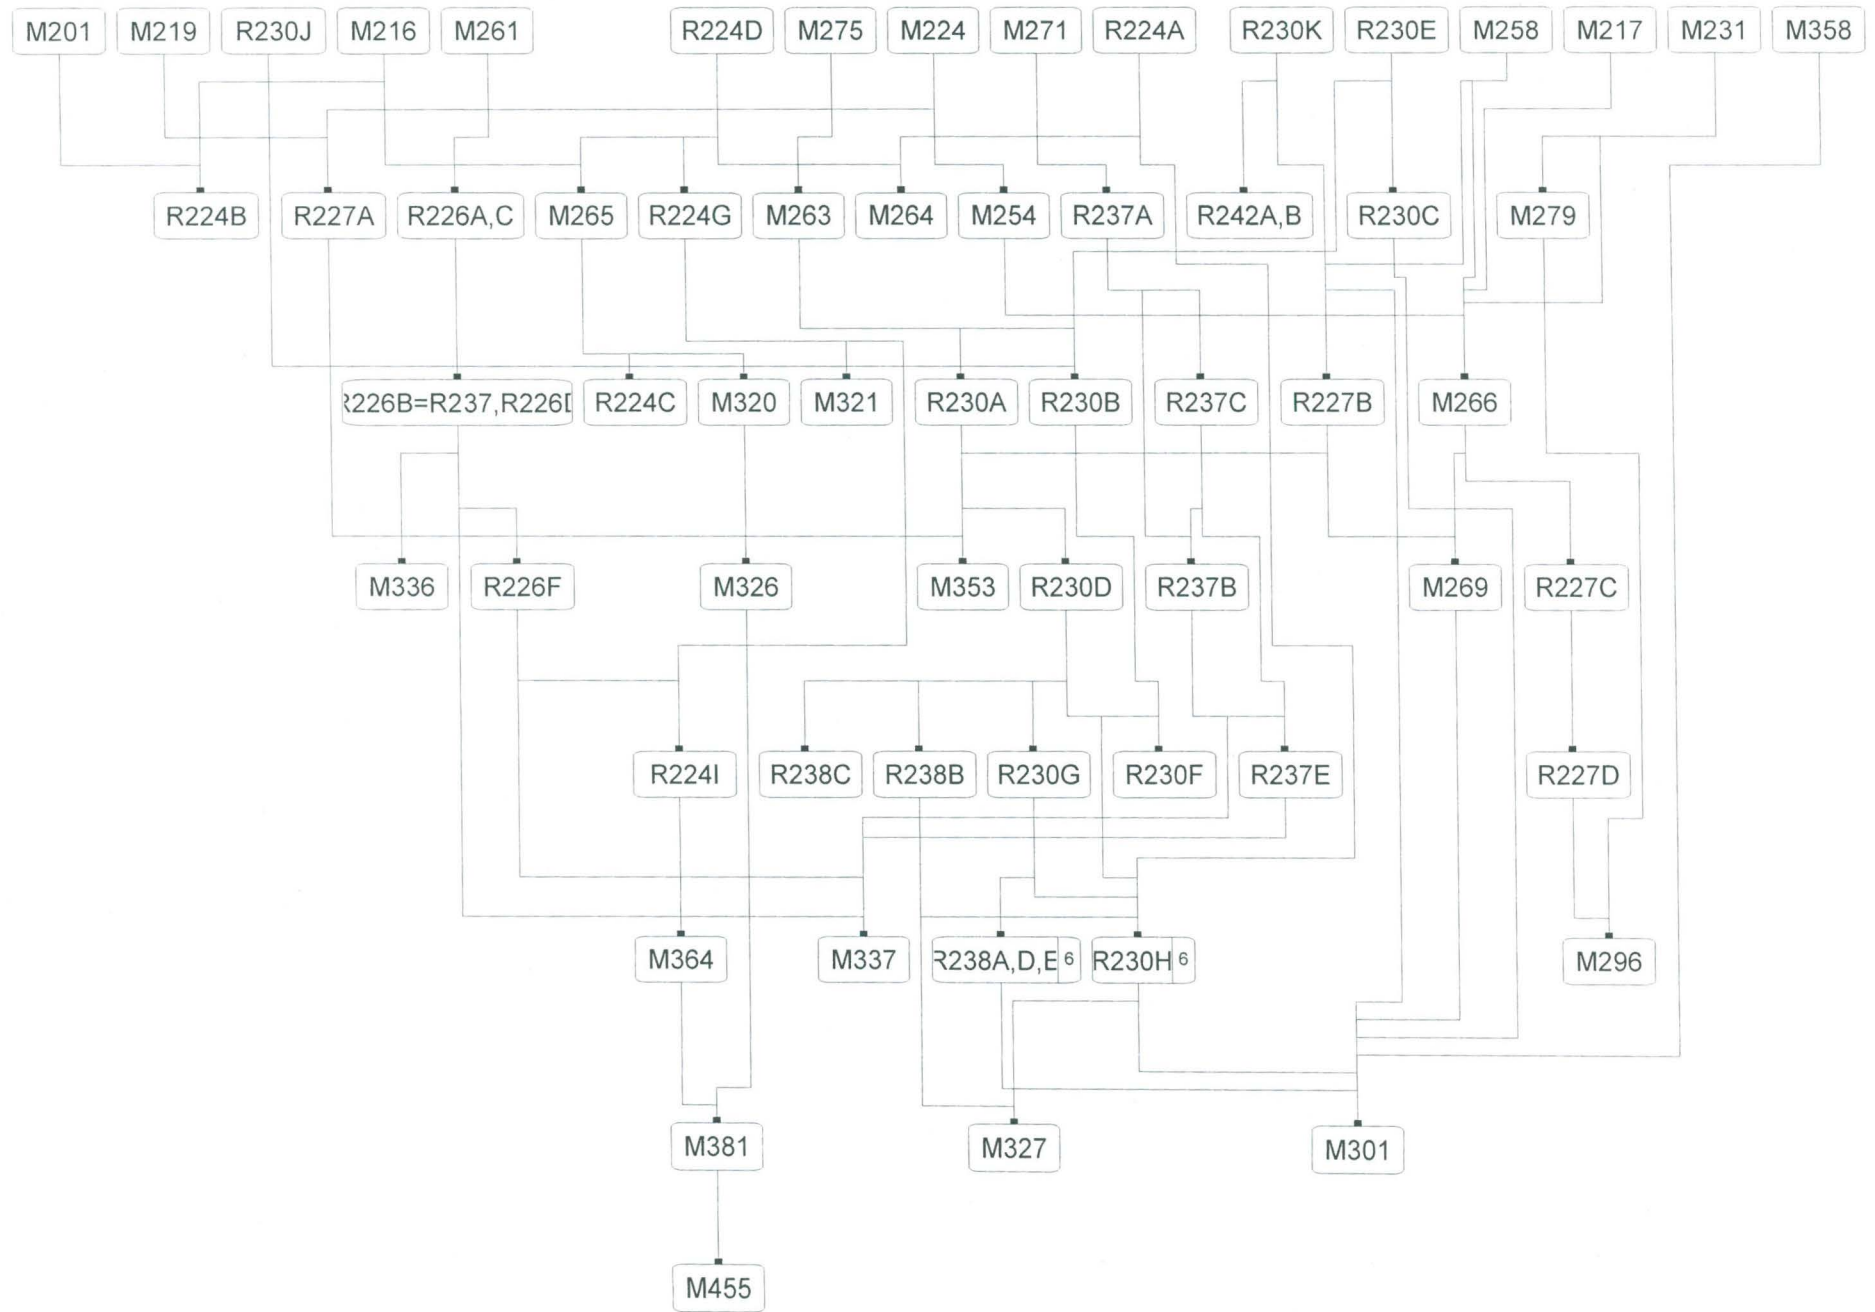 M201 M219 R230J M216 M261 R224D M275 M224 M271 R224A R230K R230E M258 M217 M231 M358
R224B R227A R226A,C M265 R224G M263 M264 M254 R237A R242A,B R230C M279
R226B=R237,R226D R224C M320 M321 R230A R230B R237C R227B M266
M336 R226F M326 M353 R230D R237B M269 R227C
R224I R238C R238B R230G R230F R237E R227D
M364 M337 R238A,D,E 6 R230H 6 M296
M381 M327 M301
M455